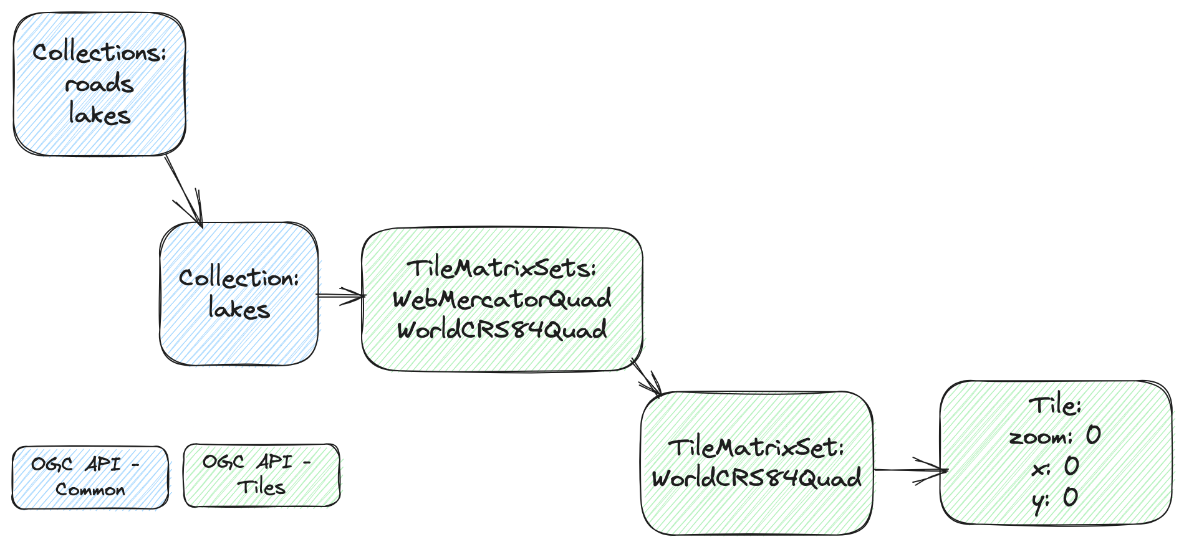 Collections:
roads
lakes
Collection:
lakes
TileMatrixSets:
WebMercatorQuad
WorldCRS84Quad
TileMatrixSet:
WorldCRS84Quad
Tile:
zoom: 0
x: 0
y: 0
OGC API -
Common
OGC API -
Tiles